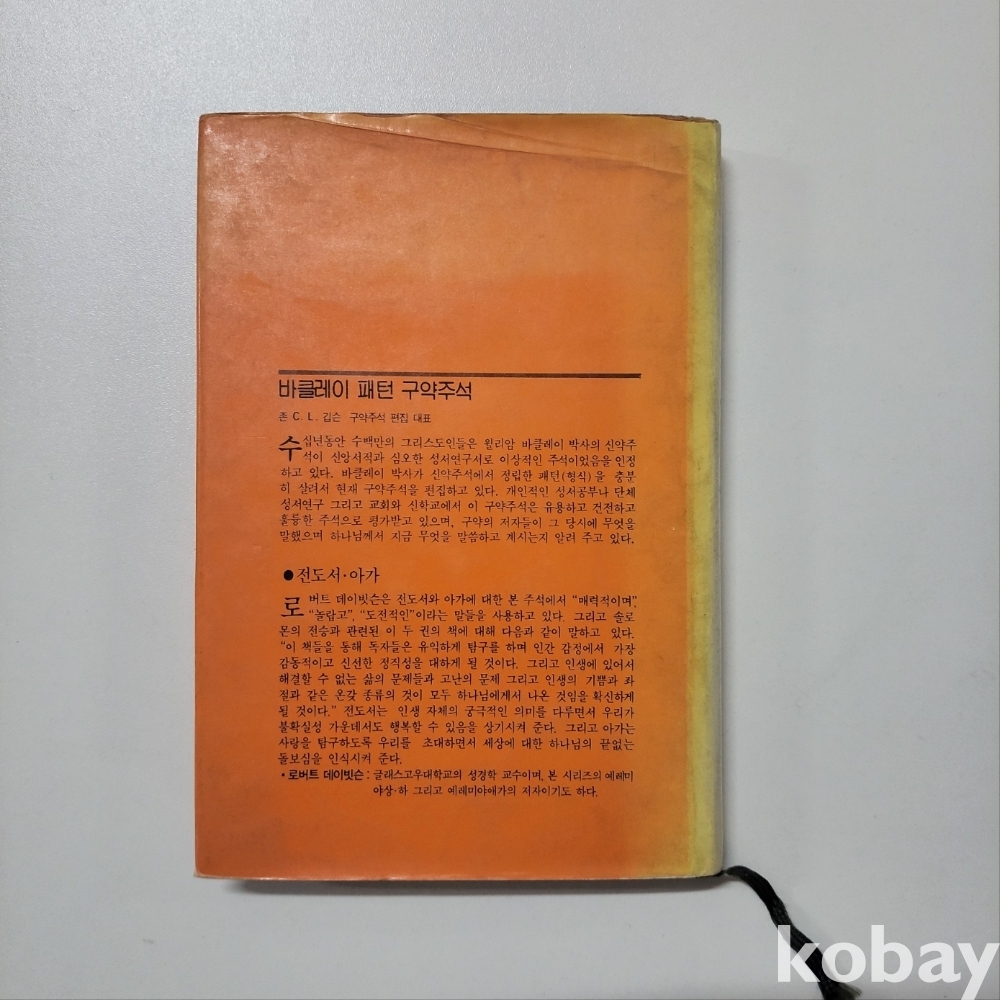 바클레이 패턴 구약주석
존 C. L. 깁슨 구약주석 편집 대표
수십년동안 수백만의 그리스도인들은 윌리암 바클레이 박사의 신약주
석이 신앙서적과 심오한 성서연구서로 이상적인 주석이었음을 인정
하고 있다. 바클레이 박사가 신약주석에서 정립한 패턴(형식)을 충분
히 살려서 현재 구약주석을 편집하고 있다. 개인적인 성서공부나 단체
성서연구 그리고 교회와 신학교에서 이 구약주석은 유용하고 건전하고
훌륭한 주석으로 평가받고 있으며, 구약의 저자들이 그 당시에 무엇을
말했으며 하나님께서 지금 무엇을 말씀하고 계시는지 알려 주고 있다.
● 전도서·아가
로버트 데이빗슨은 전도서와 아가에 대한 본 주석에서 “매력적이며”,
“놀랍고”, “도전적인”이라는 말들을 사용하고 있다. 그리고 솔로
몬의 전승과 관련된 이 두 권의 책에 대해 다음과 같이 말하고 있다.
“이 책들을 통해 독자들은 유익하게 탐구를 하며 인간 감정에서 가장
감동적이고 신선한 정직성을 대하게 될 것이다. 그리고 인생에 있어서
해결할 수 없는 삶의 문제들과 고난의 문제 그리고 인생의 기쁨과 좌
절과 같은 온갖 종류의 것이 모두 하나님에게서 나온 것임을 확신하게
될 것이다.” 전도서는 인생 자체의 궁극적인 의미를 다루면서 우리가
불확실성 가운데서도 행복할 수 있음을 상기시켜 준다. 그리고 아가는
사랑을 탐구하도록 우리를 초대하면서 세상에 대한 하나님의 끝없는
돌보심을 인식시켜 준다.
· 로버트 데이빗슨 : 글래스고우대학교의 성경학 교수이며, 본 시리즈의 예레미
야상·하 그리고 예레미야애가의 저자이기도 하다.
kobay